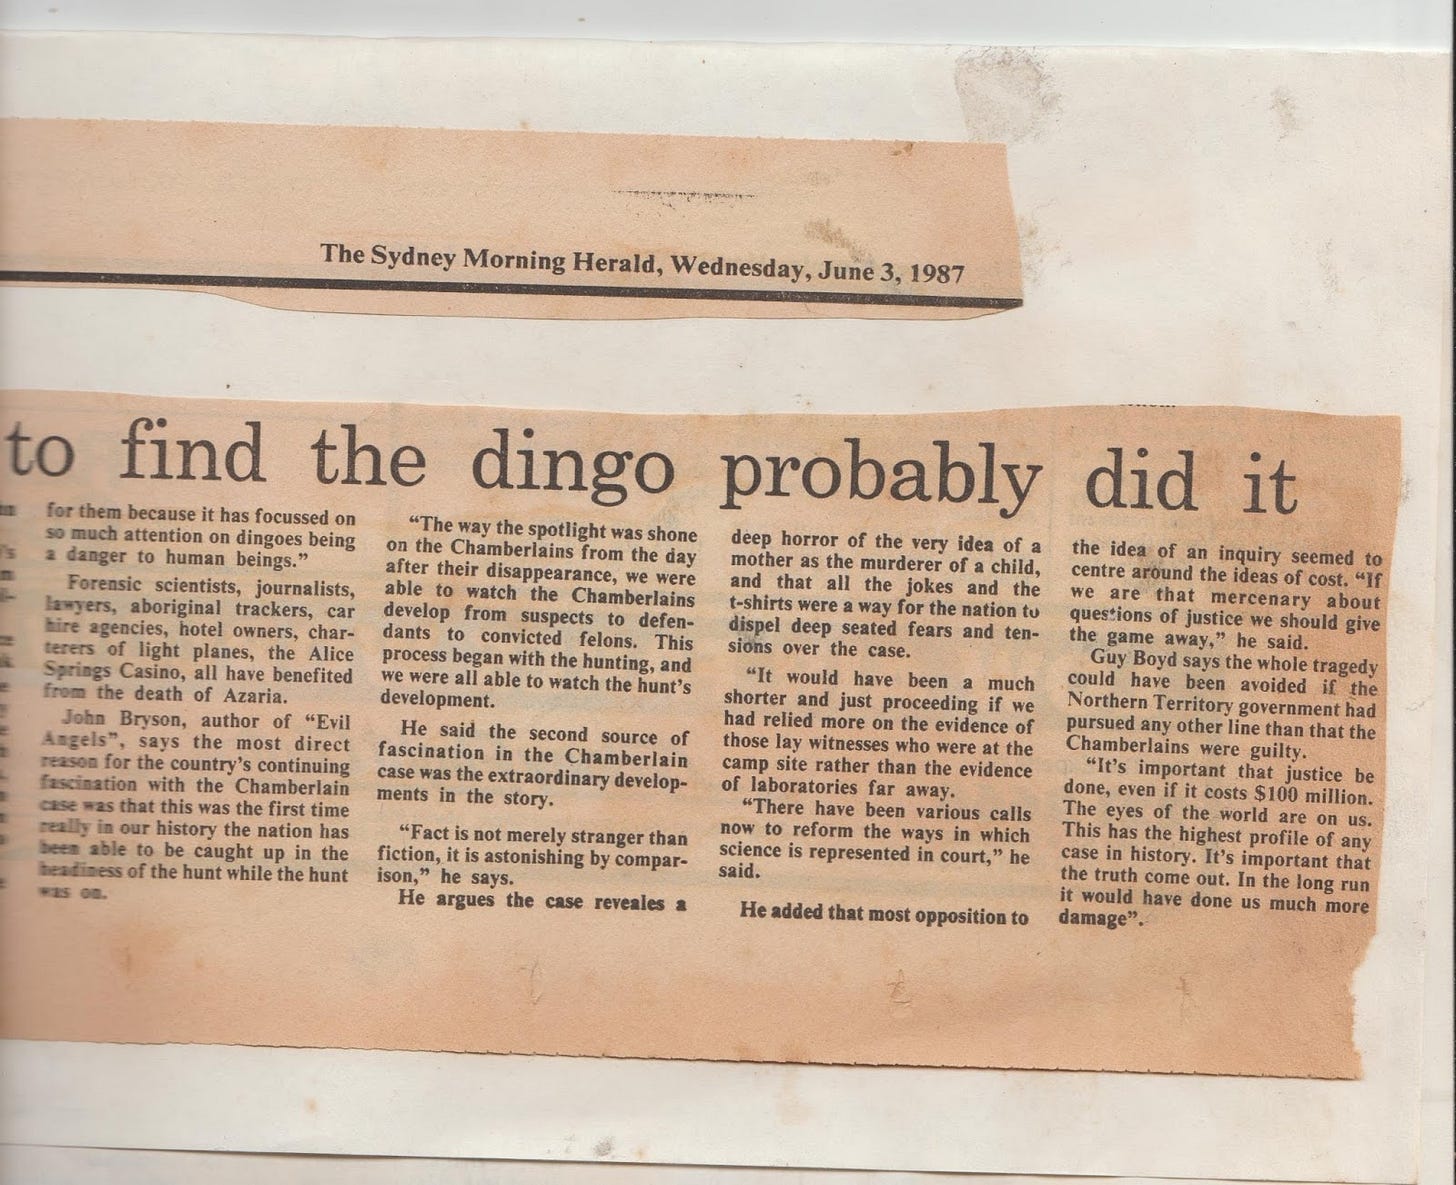 The Sydney Morning Herald, Wednesday, June 3, 1987
to find the dingo probably did it
for them because it has focussed on
so much attention on dingoes being
a danger to human beings.”
Forensic scientists, journalists,
lawyers, aboriginal trackers, car
hire agencies, hotel owners, char-
terers of light planes, the Alice
Springs Casino, all have benefited
from the death of Azaria.
John Bryson, author of “Evil
Angels”, says the most direct
reason for the country’s continuing
fascination with the Chamberlain
case was that this was the first time
really in our history the nation has
been able to be caught up in the
headiness of the hunt while the hunt
was on.
“The way the spotlight was shone
on the Chamberlains from the day
after their disappearance, we were
able to watch the Chamberlains
develop from suspects to defen-
dants to convicted felons. This
process began with the hunting, and
we were all able to watch the hunt’s
development.
He said the second source of
fascination in the Chamberlain
case was the extraordinary develop-
ments in the story.
“Fact is not merely stranger than
fiction, it is astonishing by compar-
ison,” he says.
He argues the case reveales a
deep horror of the very idea of a
mother as the murderer of a child,
and that all the jokes and the
t-shirts were a way for the nation to
dispel deep seated fears and ten-
sions over the case.
“It would have been a much
shorter and just proceeding if we
had relied more on the evidence of
those lay witnesses who were at the
camp site rather than the evidence
of laboratories far away.
“There have been various calls
now to reform the ways in which
science is represented in court,” he
said.
He added that most opposition to
the idea of an inquiry seemed to
centre around the ideas of cost. “If
we are that mercenary about
questions of justice we should give
the game away,” he said.
Guy Boyd says the whole tragedy
could have been avoided if the
Northern Territory government had
pursued any other line than that the
Chamberlains were guilty.
“It’s important that justice be
done, even if it costs $100 million.
The eyes of the world are on us.
This has the highest profile of any
case in history. It’s important that
the truth come out. In the long run
it would have done us much more
damage”.